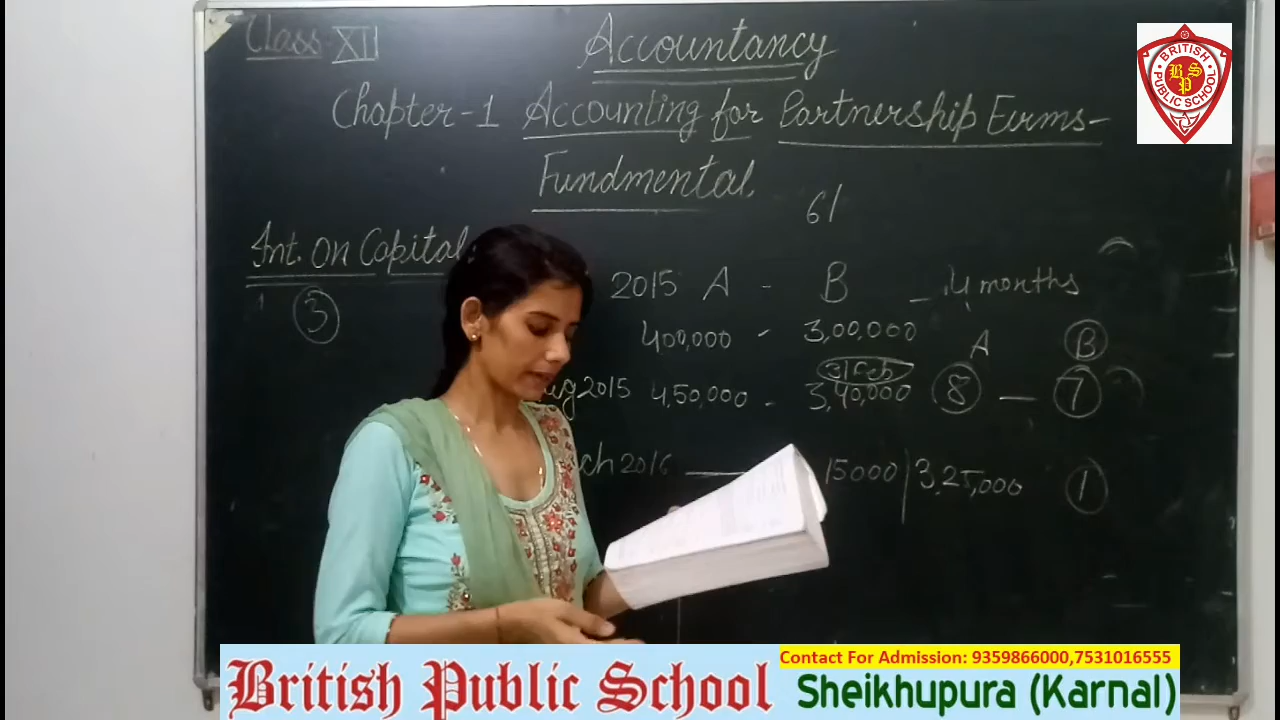 Class XII
Accountancy
Chapter-1 Accounting for Partnership Firms-
Fundmental
6/
Int. on Capital:
3
2015 A - B - 4 months
400,000 - 3,00,000
A B
31 Feb
ug 2015 4,50,000 - 3,40,000 8 — 7
ch 2016 — 15000 | 3,25,000 1
BRITISH
BSP
PUBLIC SCHOOL
British Public School
Contact For Admission: 9359866000,7531016555
Sheikhupura (Karnal)